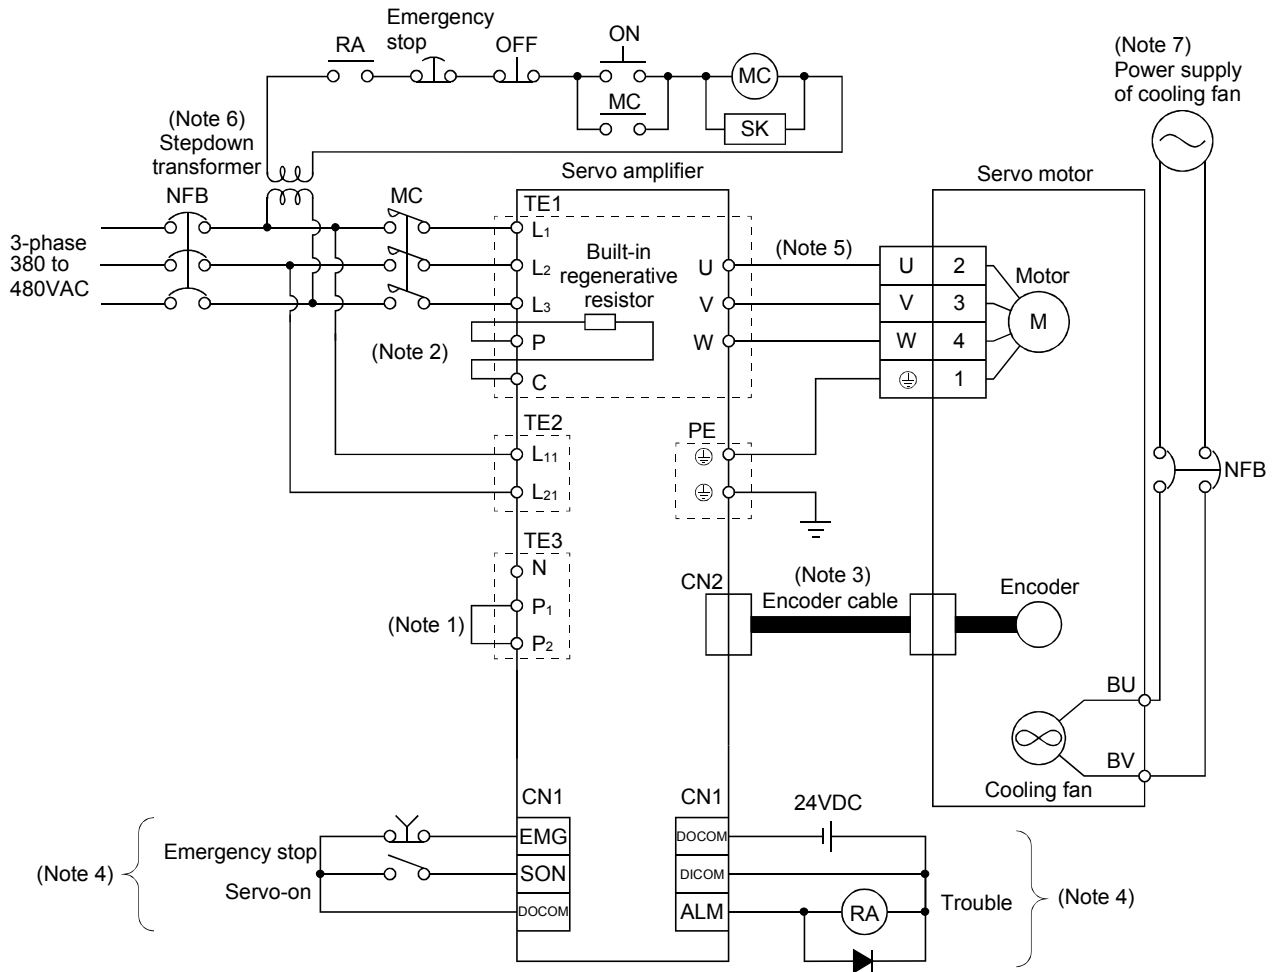 Emergency
stop
RA
OFF
ON
MC
MC
SK
(Note 7)
Power supply
of cooling fan
(Note 6)
Stepdown
transformer
NFB
MC
Servo amplifier
Servo motor
3-phase
380 to
480VAC
TE1
L1
L2
L3
P
C
Built-in
regenerative
resistor
(Note 2)
U
V
W
(Note 5)
U 2
V 3
W 4
1
Motor
M
TE2
L11
L21
PE
NFB
TE3
N
P1
P2
(Note 1)
CN2
(Note 3)
Encoder cable
Encoder
BU
BV
Cooling fan
CN1
EMG
SON
DOCOM
(Note 4)
Emergency stop
Servo-on
CN1
DOCOM
DICOM
ALM
24VDC
RA
Trouble
(Note 4)